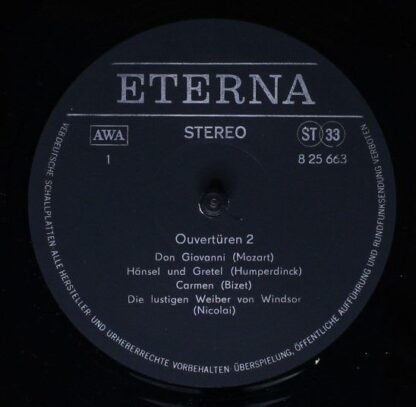 ETERNA
AWA
STEREO
ST 33
1
8 25 663
Ouvertüren 2
Don Giovanni (Mozart)
Hänsel und Gretel (Humperdinck)
Carmen (Bizet)
Die lustigen Weiber von Windsor
(Nicolai)
VEB DEUTSCHE SCHALLPLATTEN ALLE HERSTELLER- UND URHEBERRECHTE VORBEHALTEN ÜBERSPIELUNG, ÖFFENTLICHE AUFFÜHRUNG UND RUNDFUNKSENDUNG VERBOTEN